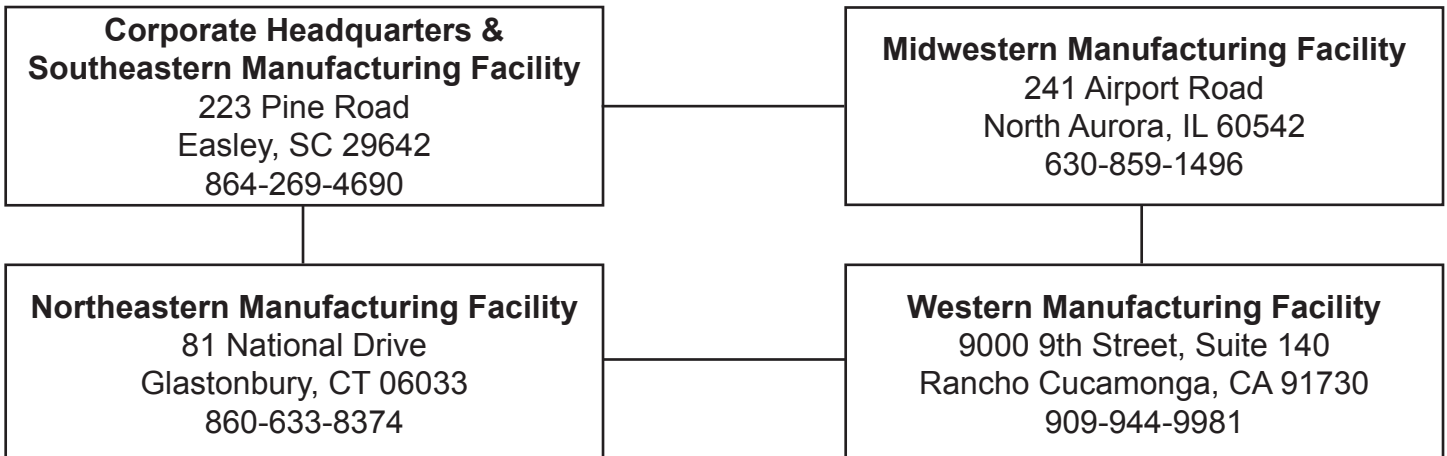 Corporate Headquarters &
Southeastern Manufacturing Facility
223 Pine Road
Easley, SC 29642
864-269-4690
Midwestern Manufacturing Facility
241 Airport Road
North Aurora, IL 60542
630-859-1496
Northeastern Manufacturing Facility
81 National Drive
Glastonbury, CT 06033
860-633-8374
Western Manufacturing Facility
9000 9th Street, Suite 140
Rancho Cucamonga, CA 91730
909-944-9981